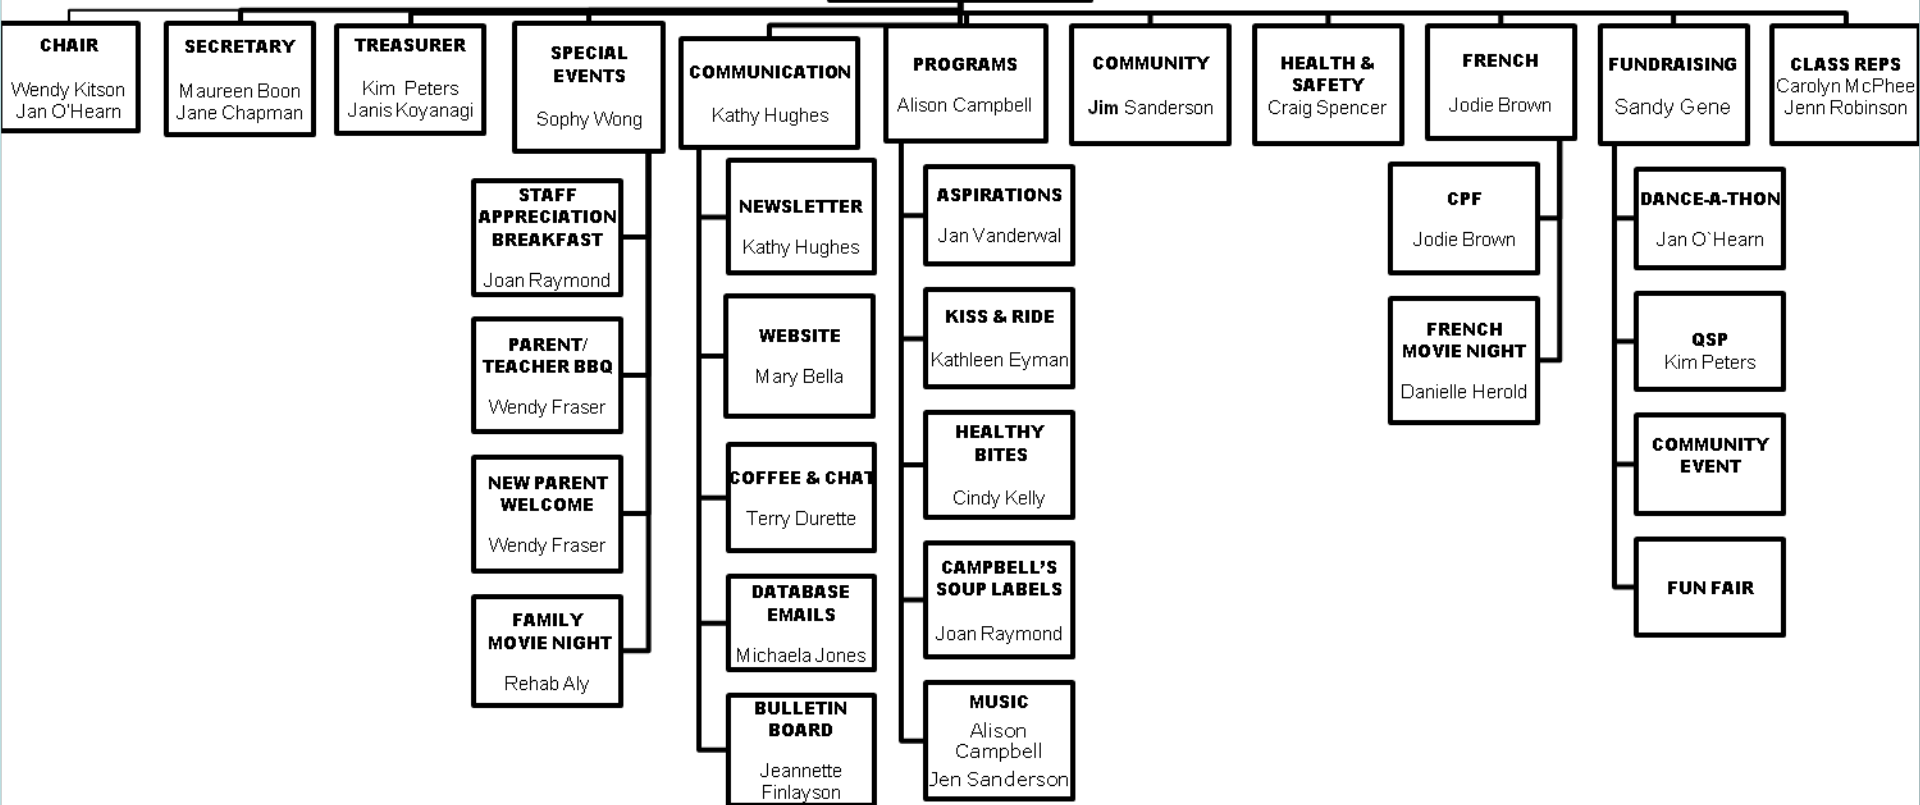 CHAIR
Wendy Kitson
Jan O'Hearn
SECRETARY
Maureen Boon
Jane Chapman
TREASURER
Kim Peters
Janis Koyanagi
SPECIAL
EVENTS
Sophy Wong
COMMUNICATION
Kathy Hughes
PROGRAMS
Alison Campbell
COMMUNITY
Jim Sanderson
HEALTH &
SAFETY
Craig Spencer
FRENCH
Jodie Brown
FUNDRAISING
Sandy Gene
CLASS REPS
Carolyn McPhee
Jenn Robinson
STAFF
APPRECIATION
BREAKFAST
Joan Raymond
PARENT/
TEACHER BBQ
Wendy Fraser
NEW PARENT
WELCOME
Wendy Fraser
FAMILY
MOVIE NIGHT
Rehab Aly
NEWSLETTER
Kathy Hughes
WEBSITE
Mary Bella
COFFEE & CHAT
Terry Durette
DATABASE
EMAILS
Michaela Jones
BULLETIN
BOARD
Jeannette
Finlayson
ASPIRATIONS
Jan Vanderwal
KISS & RIDE
Kathleen Eyman
HEALTHY
BITES
Cindy Kelly
CAMPBELL'S
SOUP LABELS
Joan Raymond
MUSIC
Alison
Campbell
Jen Sanderson
CPF
Jodie Brown
FRENCH
MOVIE NIGHT
Danielle Herold
DANCE-A-THON
Jan O`Hearn
QSP
Kim Peters
COMMUNITY
EVENT
FUN FAIR